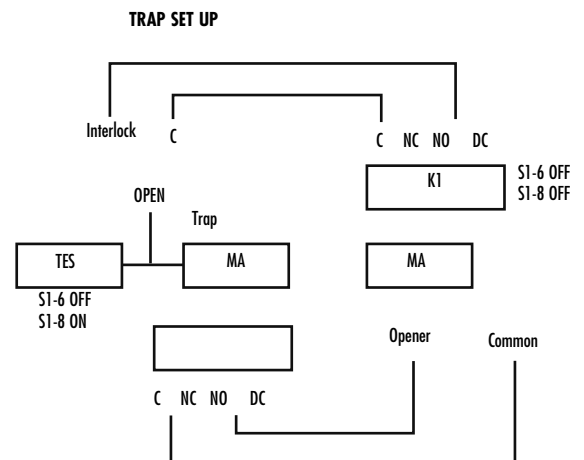 TRAP SET UP
Interlock
C
C NC NO DC
K1
S1-6 OFF
S1-8 OFF
OPEN
Trap
TES
MA
MA
S1-6 OFF
S1-8 ON
Opener
Common
C NC NO DC